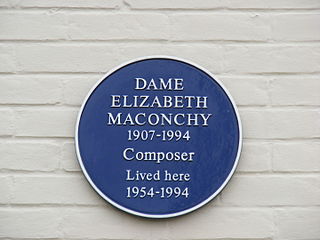 DAME
ELIZABETH
MACONCHY
1907-1994
Composer
Lived here
1954-1994